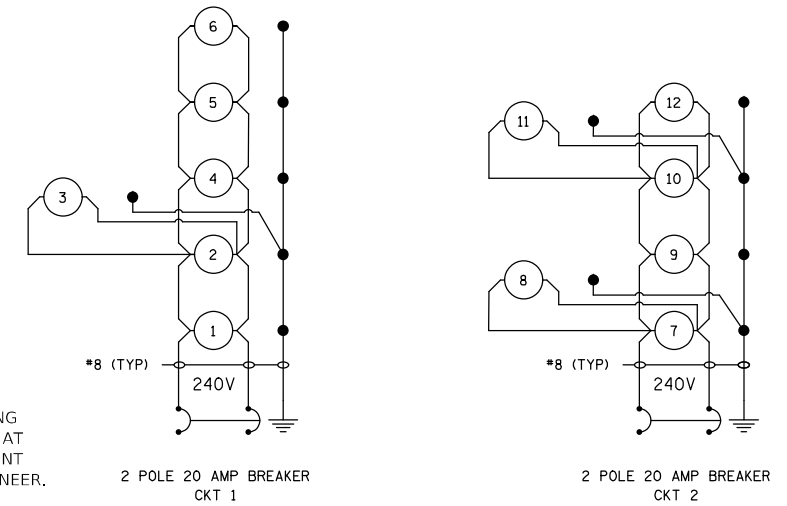 6
5
4
3
2
1
#8 (TYP)
240V
2 POLE 20 AMP BREAKER
CKT 1
12
11
10
9
8
7
#8 (TYP)
240V
2 POLE 20 AMP BREAKER
CKT 2
AT